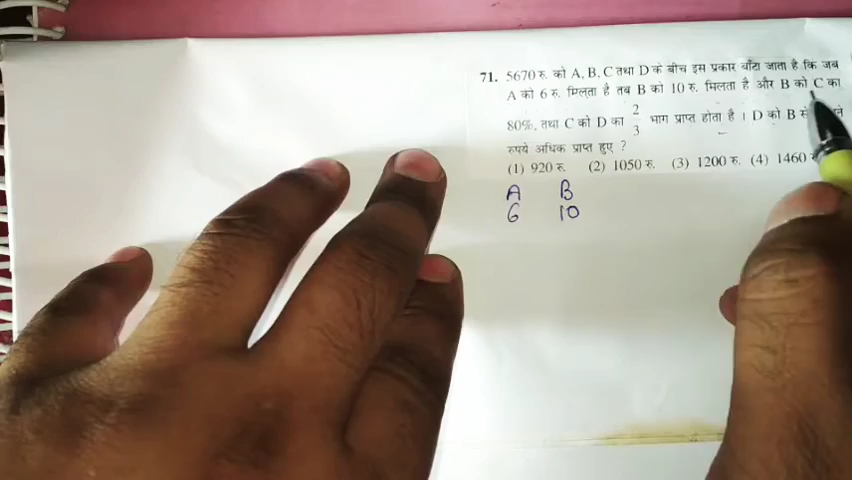 71. 5670 रु. को A, B, C तथा D के बीच इस प्रकार बाँटा जाता है कि जब
A को 6 रु. मिलता है तब B को 10 रु. मिलता है और B को C का
80%, तथा C को D का 2/3 भाग प्राप्त होता है । D को B से
रुपये अधिक प्राप्त हुए ?
(1) 920 रु. (2) 1050 रु. (3) 1200 रु. (4) 1460
A B
6 10